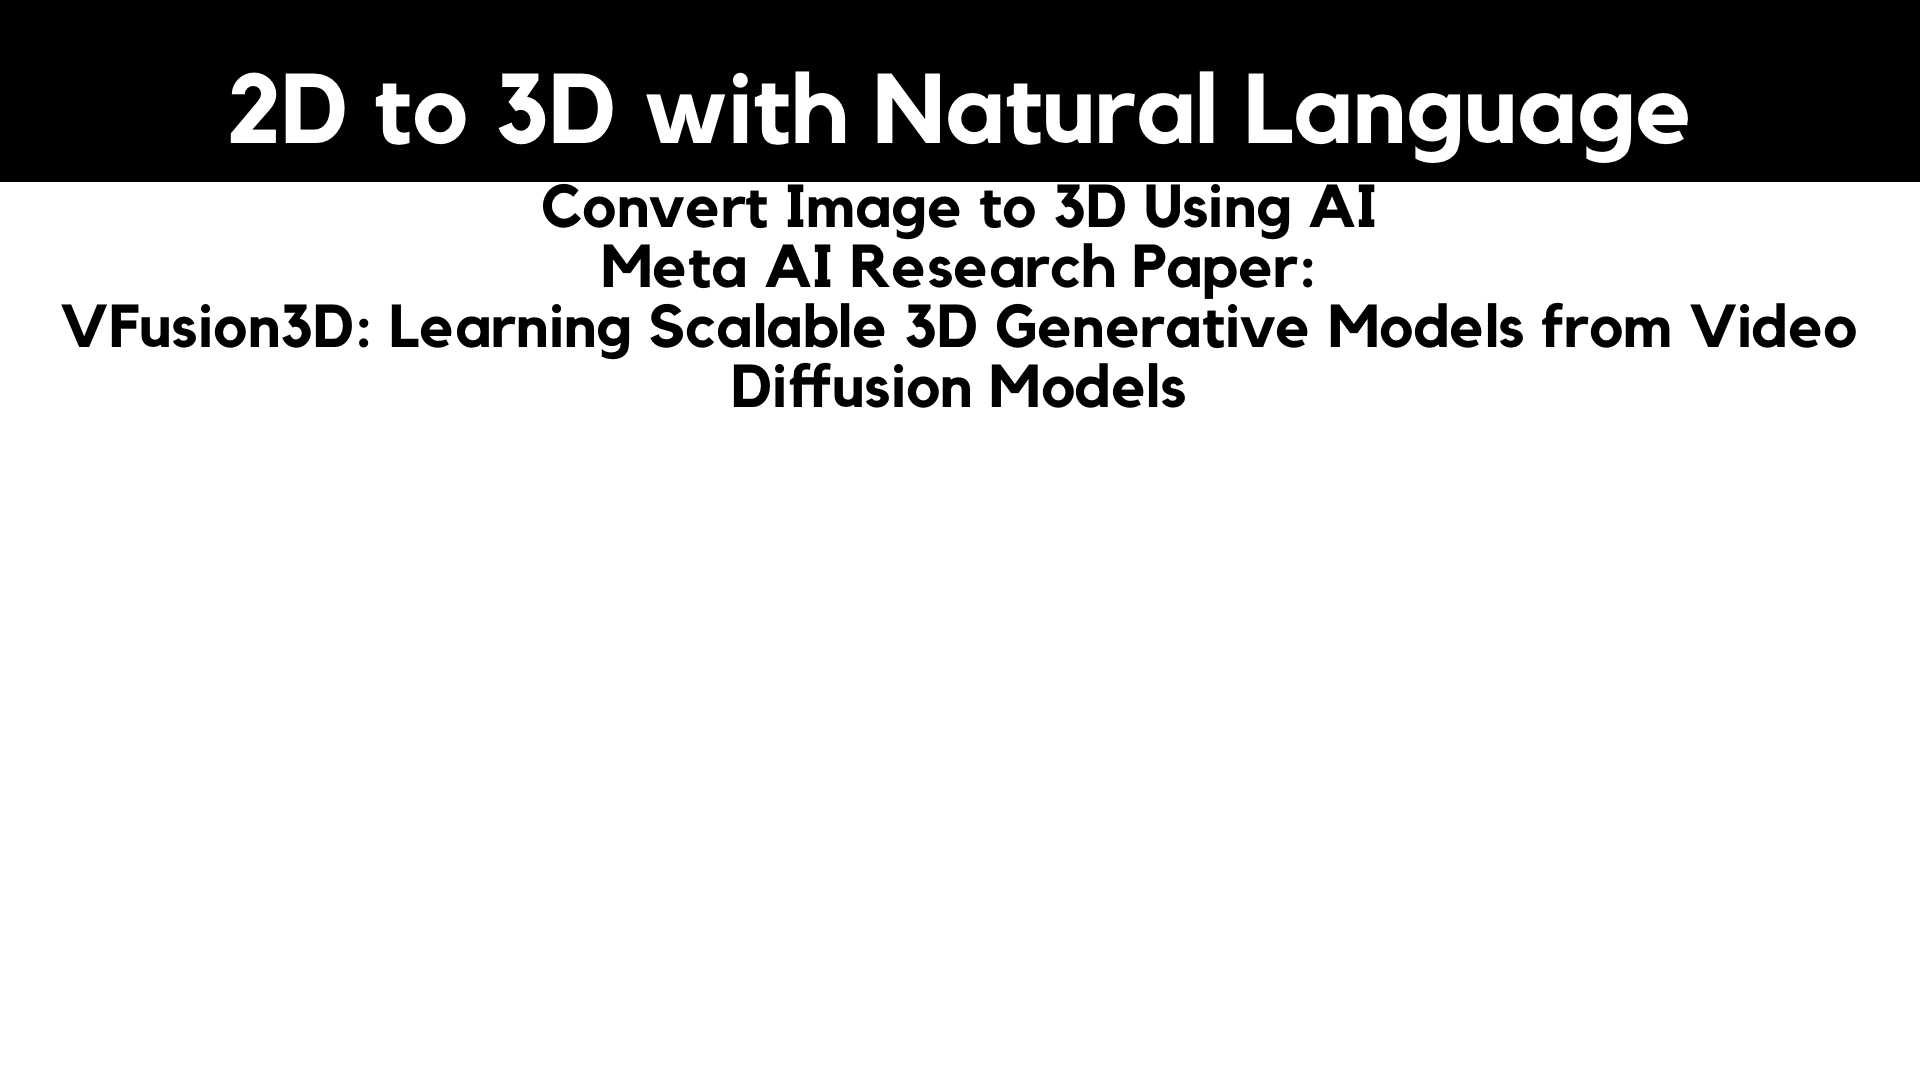 2D to 3D with Natural Language
Convert Image to 3D Using AI
Meta AI Research Paper:
VFusion3D: Learning Scalable 3D Generative Models from Video
Diffusion Models